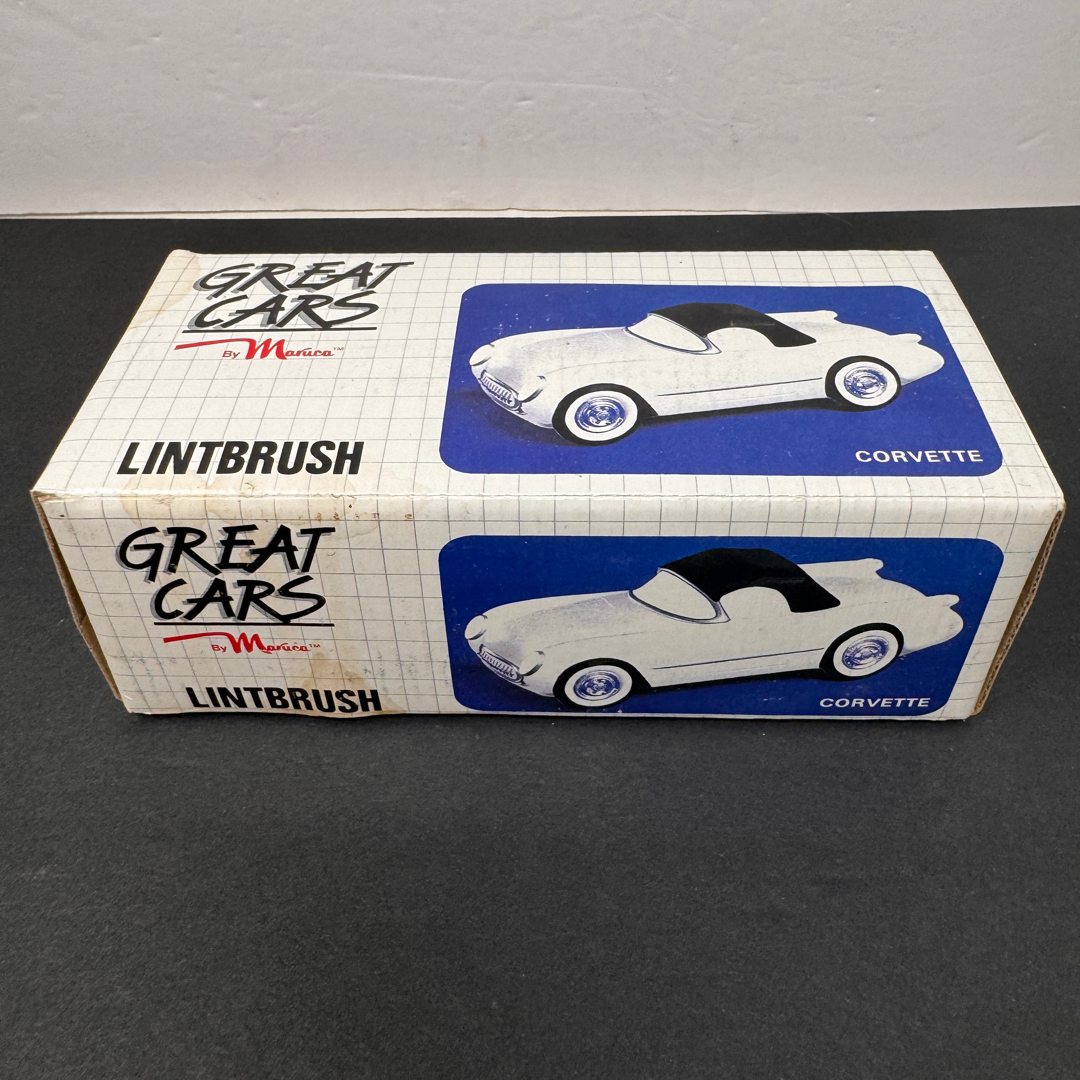 GREAT
CARS
By Maruca™
LINTBRUSH
CORVETTE
GREAT
CARS
By Maruca™
LINTBRUSH
CORVETTE